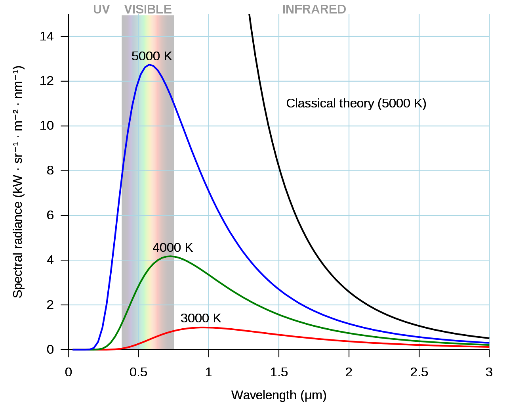 UV VISIBLE INFRARED
14
12
10
8
6
4
2
0
5000 K
Classical theory (5000 K)
4000 K
3000 K
Spectral radiance (kW · sr⁻¹ · m⁻² · nm⁻¹)
0 0.5 1 1.5 2 2.5 3
Wavelength (μm)